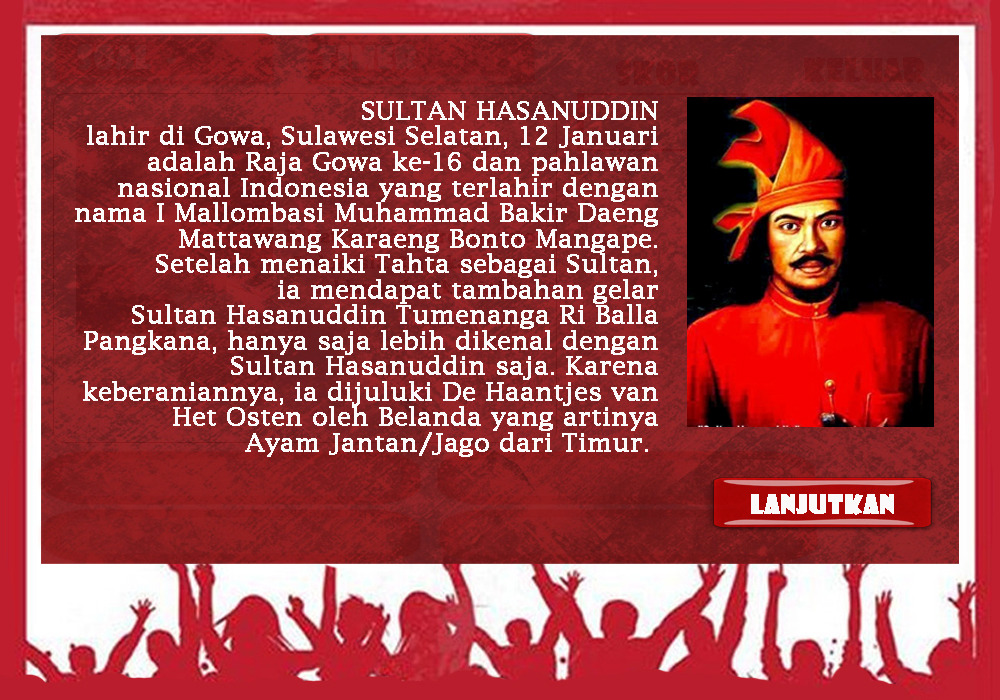 SULTAN HASANUDDIN
lahir di Gowa, Sulawesi Selatan, 12 Januari
adalah Raja Gowa ke-16 dan pahlawan
nasional Indonesia yang terlahir dengan
nama I Mallombasi Muhammad Bakir Daeng
Mattawang Karaeng Bonto Mangape.
Setelah menaiki Tahta sebagai Sultan,
ia mendapat tambahan gelar
Sultan Hasanuddin Tumenanga Ri Balla
Pangkana, hanya saja lebih dikenal dengan
Sultan Hasanuddin saja. Karena
keberaniannya, ia dijuluki De Haantjes van
Het Osten oleh Belanda yang artinya
Ayam Jantan/Jago dari Timur.
LANJUTKAN